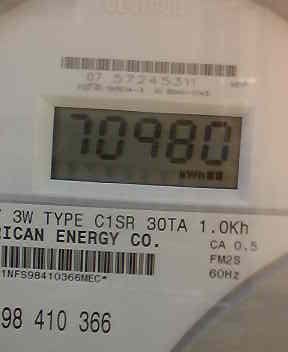 07 57245311
70980
kWh
3W TYPE C1SR 30TA 1.0Kh
RICAN ENERGY CO.
CA 0.5
FM2S
60Hz
1NFS98410366MEC*
98 410 366